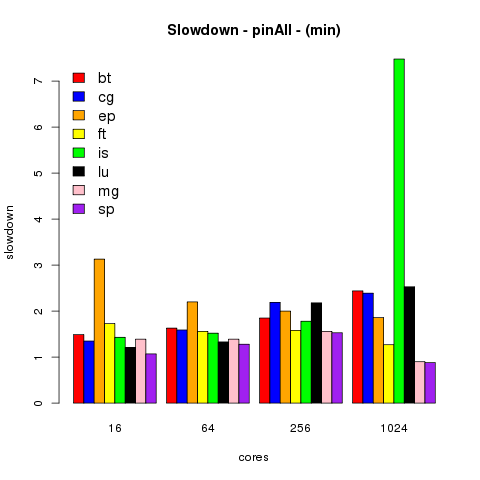 Slowdown - pinAll - (min)
bt
cg
ep
ft
is
lu
mg
sp
slowdown
7
6
5
4
3
2
1
0
16 64 256 1024
cores